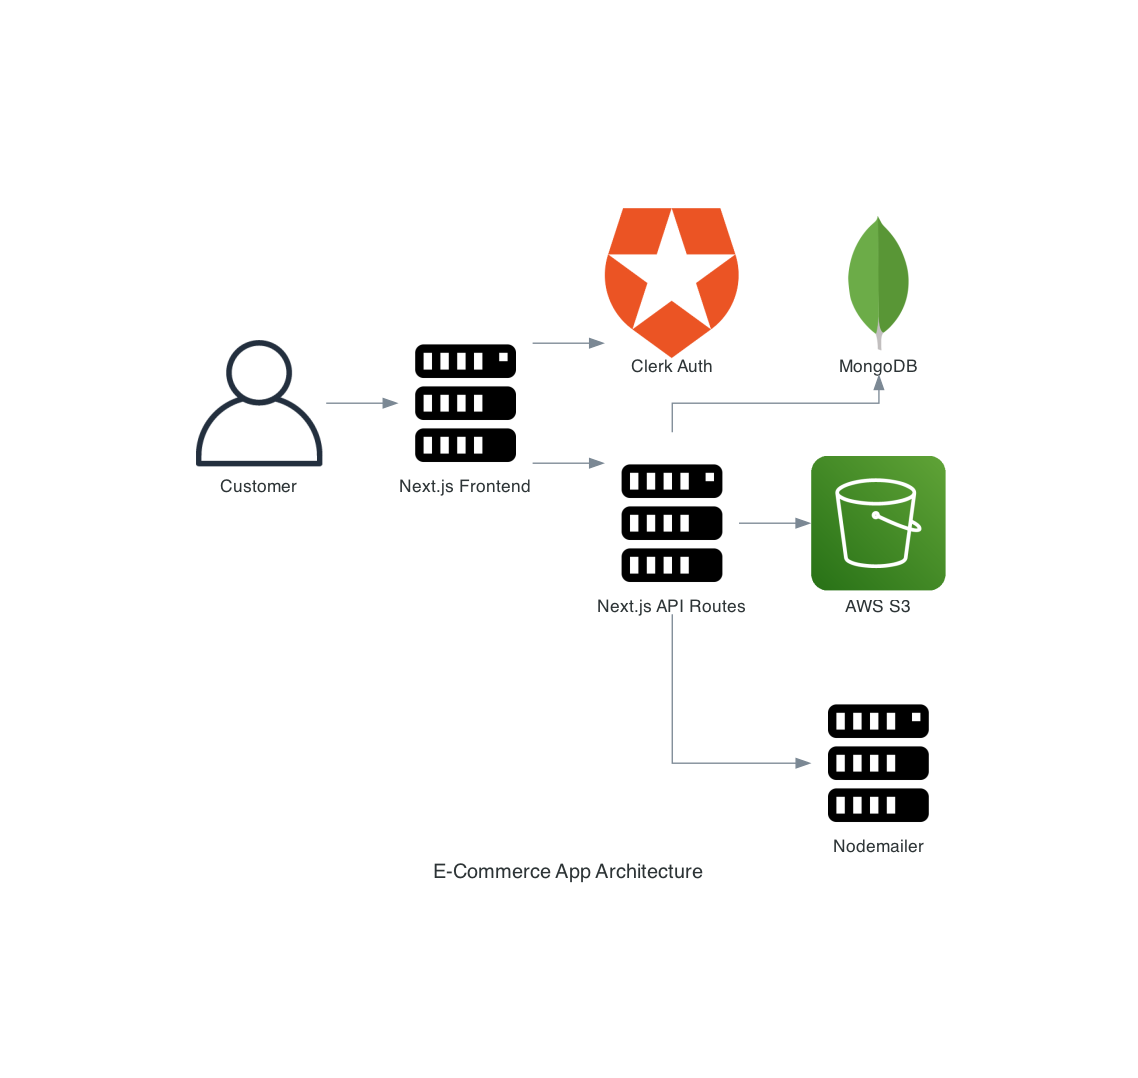 Clerk Auth
MongoDB
Customer
Next.js Frontend
Next.js API Routes
AWS S3
Nodemailer
E-Commerce App Architecture